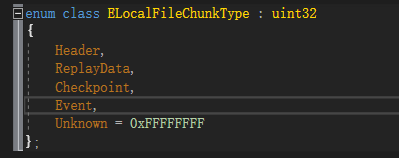 enum class ELocalFileChunkType : uint32
{
Header,
ReplayData,
Checkpoint,
Event,
Unknown = 0xFFFFFFFF
};